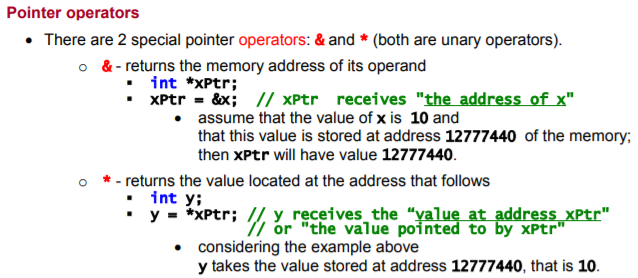 Pointer operators
• There are 2 special pointer operators: & and * (both are unary operators).
o & - returns the memory address of its operand
▪ int *xPtr;
▪ xPtr = &x; // xPtr receives "the address of x"
• assume that the value of x is 10 and
that this value is stored at address 12777440 of the memory;
then xPtr will have value 12777440.
o * - returns the value located at the address that follows
▪ int y;
▪ y = *xPtr; // y receives the “value at address xPtr"
// or "the value pointed to by xPtr"
• considering the example above
y takes the value stored at address 12777440, that is 10.